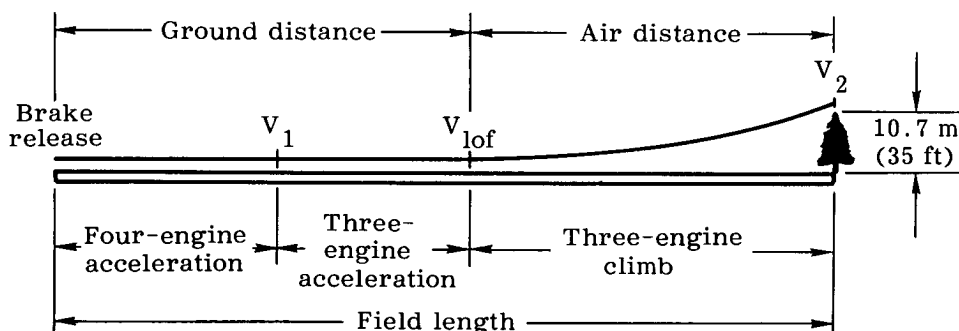 Ground distance
Air distance
V2
Brake
release
V1
Vlof
10.7 m
(35 ft)
Four-engine
acceleration
Three-
engine
acceleration
Three-engine
climb
Field length